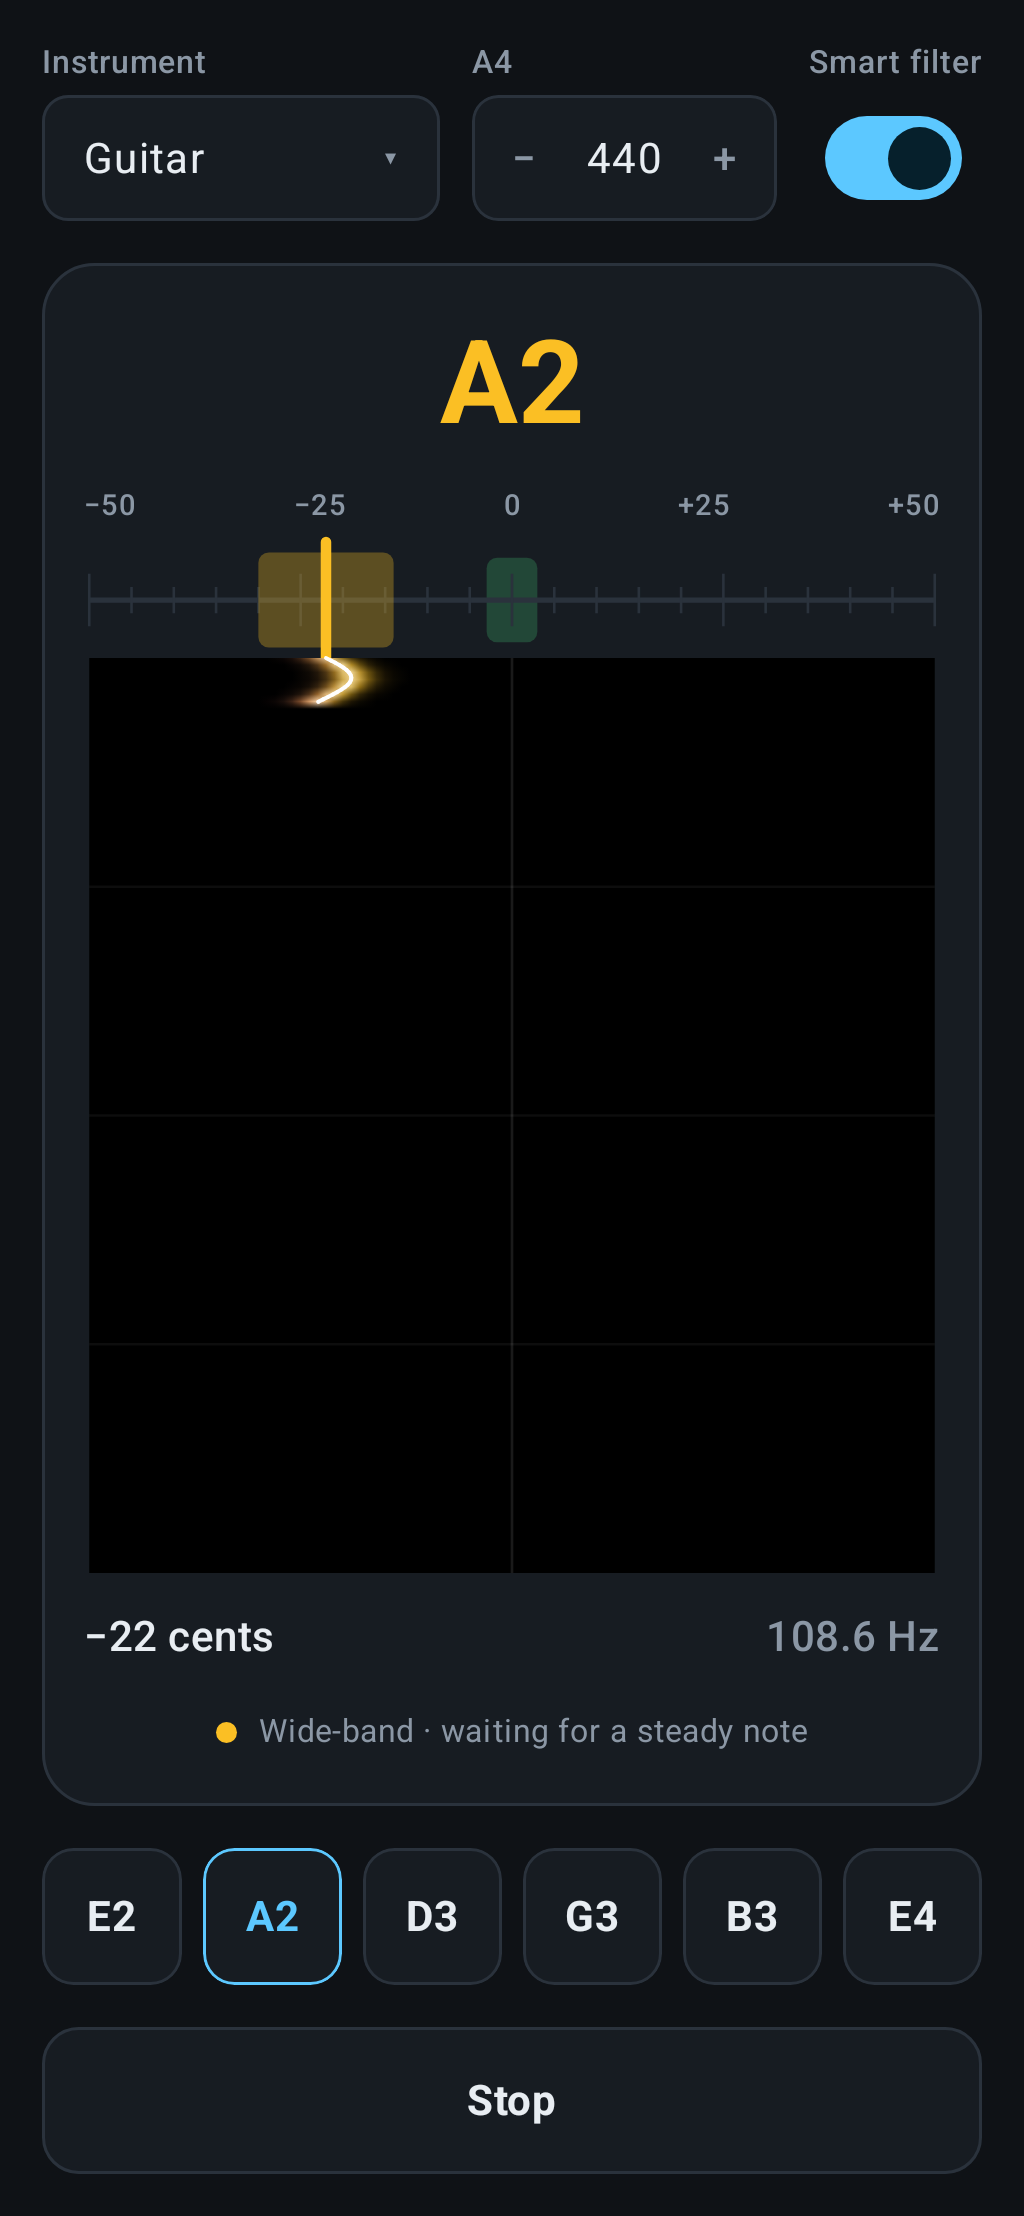 Instrument
A4
Smart filter
Guitar
− 440 +
A2
−50 −25 0 +25 +50
−22 cents
108.6 Hz
Wide-band · waiting for a steady note
E2 A2 D3 G3 B3 E4
Stop